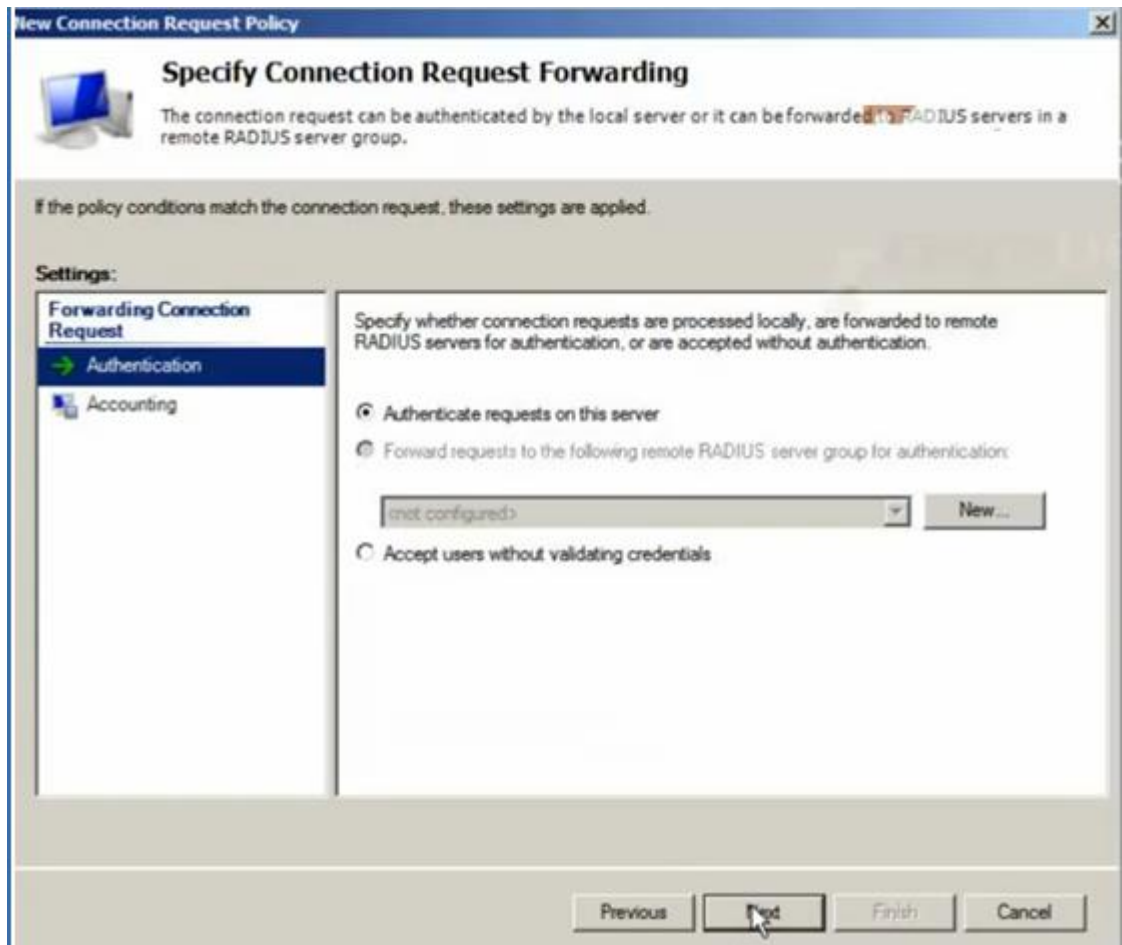 New Connection Request Policy
Specify Connection Request Forwarding
The connection request can be authenticated by the local server or it can be forwarded to RADIUS servers in a
remote RADIUS server group.
If the policy conditions match the connection request, these settings are applied.
Settings:
Forwarding Connection
Request
Authentication
Accounting
Specify whether connection requests are processed locally, are forwarded to remote
RADIUS servers for authentication, or are accepted without authentication.
Authenticate requests on this server
Forward requests to the following remote RADIUS server group for authentication:
<not configured>
New...
Accept users without validating credentials
Previous
Next
Finish
Cancel